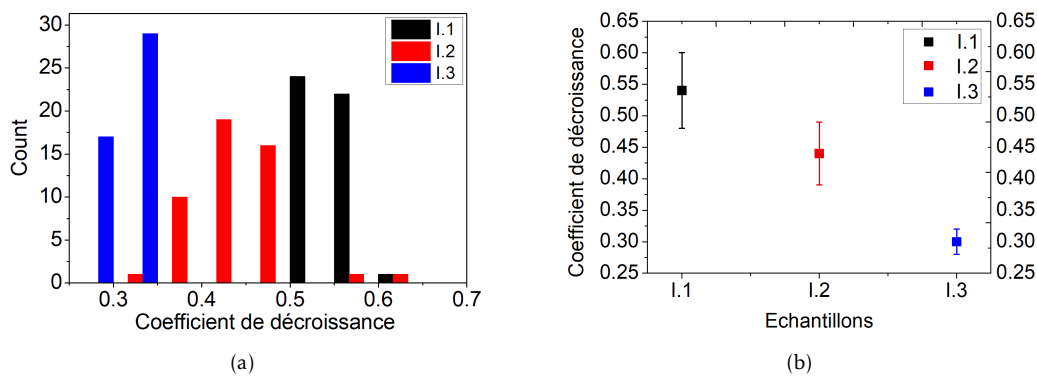 30
25
20
15
10
5
0
Count
I.1
I.2
I.3
0.3 0.4 0.5 0.6 0.7
Coefficient de décroissance
(a)
0.65
0.60
0.55
0.50
0.45
0.40
0.35
0.30
0.25
Coefficient de décroissance
I.1
I.2
I.3
0.65
0.60
0.55
0.50
0.45
0.40
0.35
0.30
0.25
I.1 I.2 I.3
Echantillons
(b)